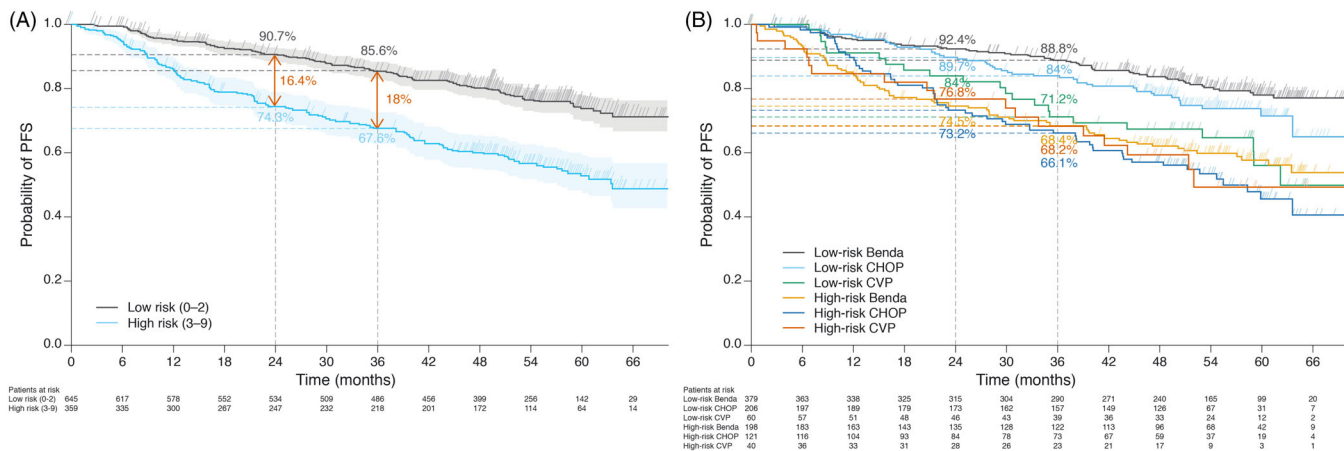 (A)
1.0
0.8
0.6
0.4
0.2
0.0
Probability of PFS
90.7%
85.6%
16.4%
18%
74.3%
67.6%
Low risk (0–2)
High risk (3–9)
0 6 12 18 24 30 36 42 48 54 60 66
Time (months)
Patients at risk
Low risk (0-2) 645 617 578 552 534 509 486 456 399 256 142 29
High risk (3-9) 359 335 300 267 247 232 218 201 172 114 64 14
(B)
1.0
0.8
0.6
0.4
0.2
0.0
Probability of PFS
92.4%
88.8%
89.7%
84%
84%
76.8%
71.2%
74.5%
73.2%
68.4%
68.2%
66.1%
Low-risk Benda
Low-risk CHOP
Low-risk CVP
High-risk Benda
High-risk CHOP
High-risk CVP
0 6 12 18 24 30 36 42 48 54 60 66
Time (months)
Patients at risk
Low-risk Benda 379 363 338 325 315 304 290 271 240 165 99 20
Low-risk CHOP 206 197 189 179 173 162 157 149 126 67 31 7
Low-risk CVP 60 57 51 48 46 43 39 36 33 24 12 2
High-risk Benda 198 183 163 143 135 128 122 113 96 68 42 9
High-risk CHOP 121 116 104 93 84 78 73 67 59 37 19 4
High-risk CVP 40 36 33 31 28 26 23 21 17 9 3 1